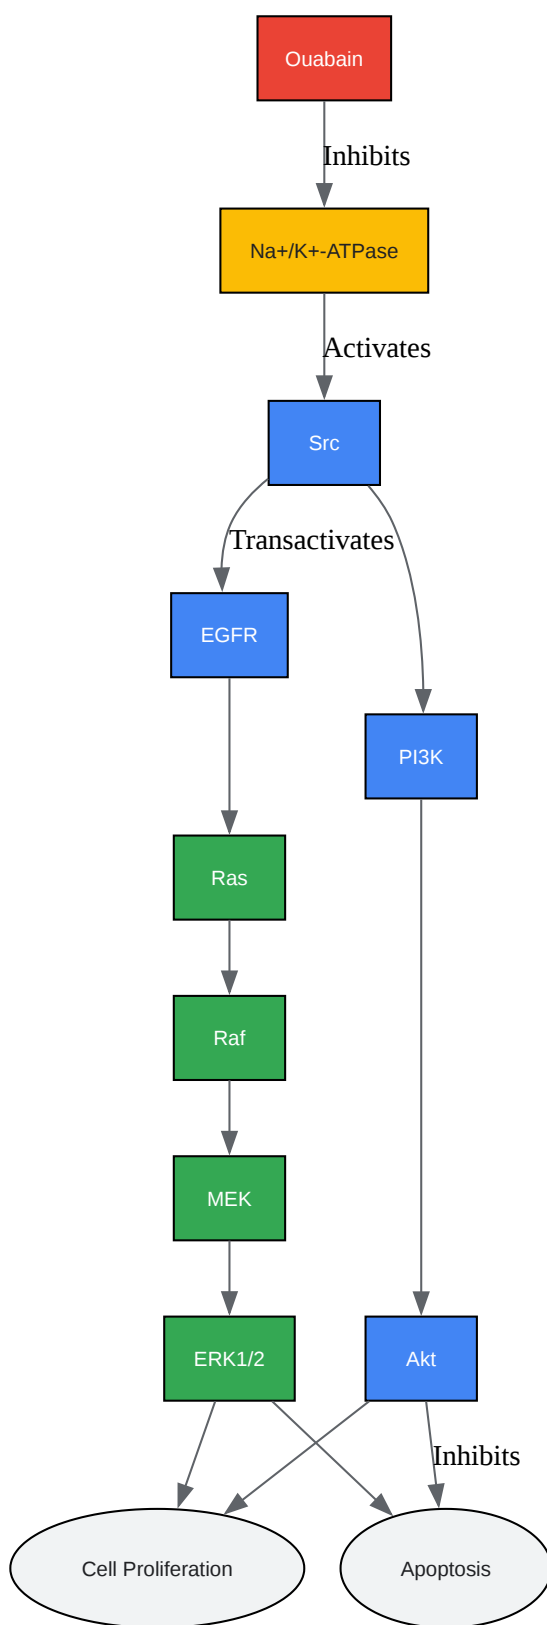 Ouabain
Inhibits
Na+/K+-ATPase
Activates
Src
Transactivates
EGFR
PI3K
Ras
Raf
MEK
ERK1/2
Akt
Inhibits
Cell Proliferation
Apoptosis